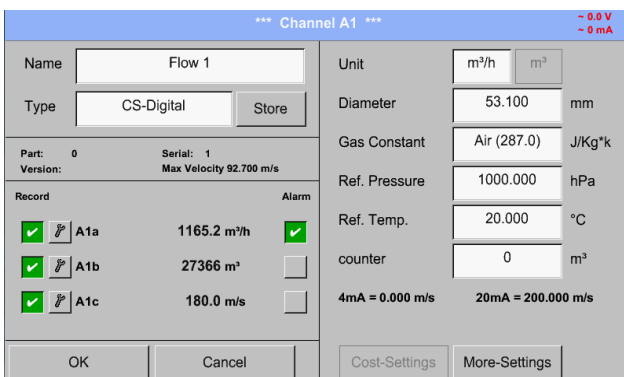 *** Channel A1 ***
~ 0.0 V
~ 0 mA
Name Flow 1
Type CS-Digital Store
Part: 0 Serial: 1
Version: Max Velocity 92.700 m/s
Record Alarm
A1a 1165.2 m³/h
A1b 27366 m³
A1c 180.0 m/s
OK Cancel
Unit m³/h m³
Diameter 53.100 mm
Gas Constant Air (287.0) J/Kg*k
Ref. Pressure 1000.000 hPa
Ref. Temp. 20.000 °C
counter 0 m³
4mA = 0.000 m/s 20mA = 200.000 m/s
Cost-Settings More-Settings